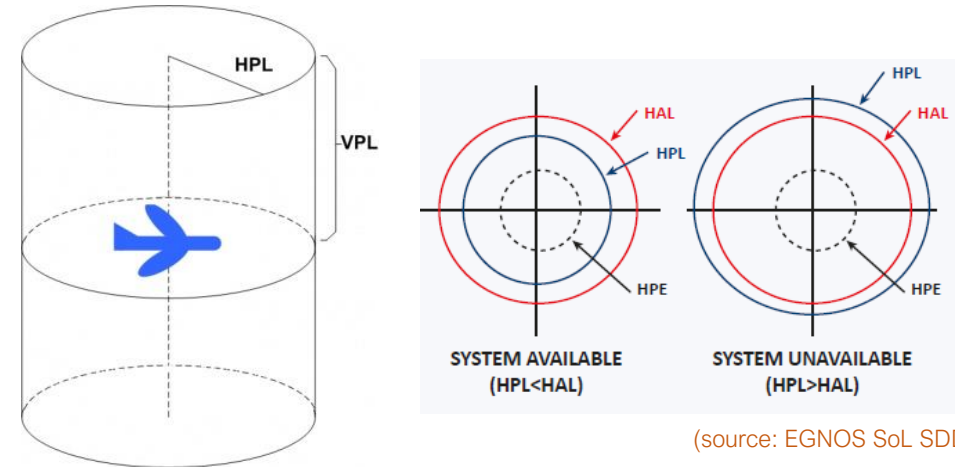 HPL
VPL
HAL
HPL
HPE
SYSTEM AVAILABLE
(HPL<HAL)
HPL
HAL
HPE
SYSTEM UNAVAILABLE
(HPL>HAL)
(source: EGNOS SoL